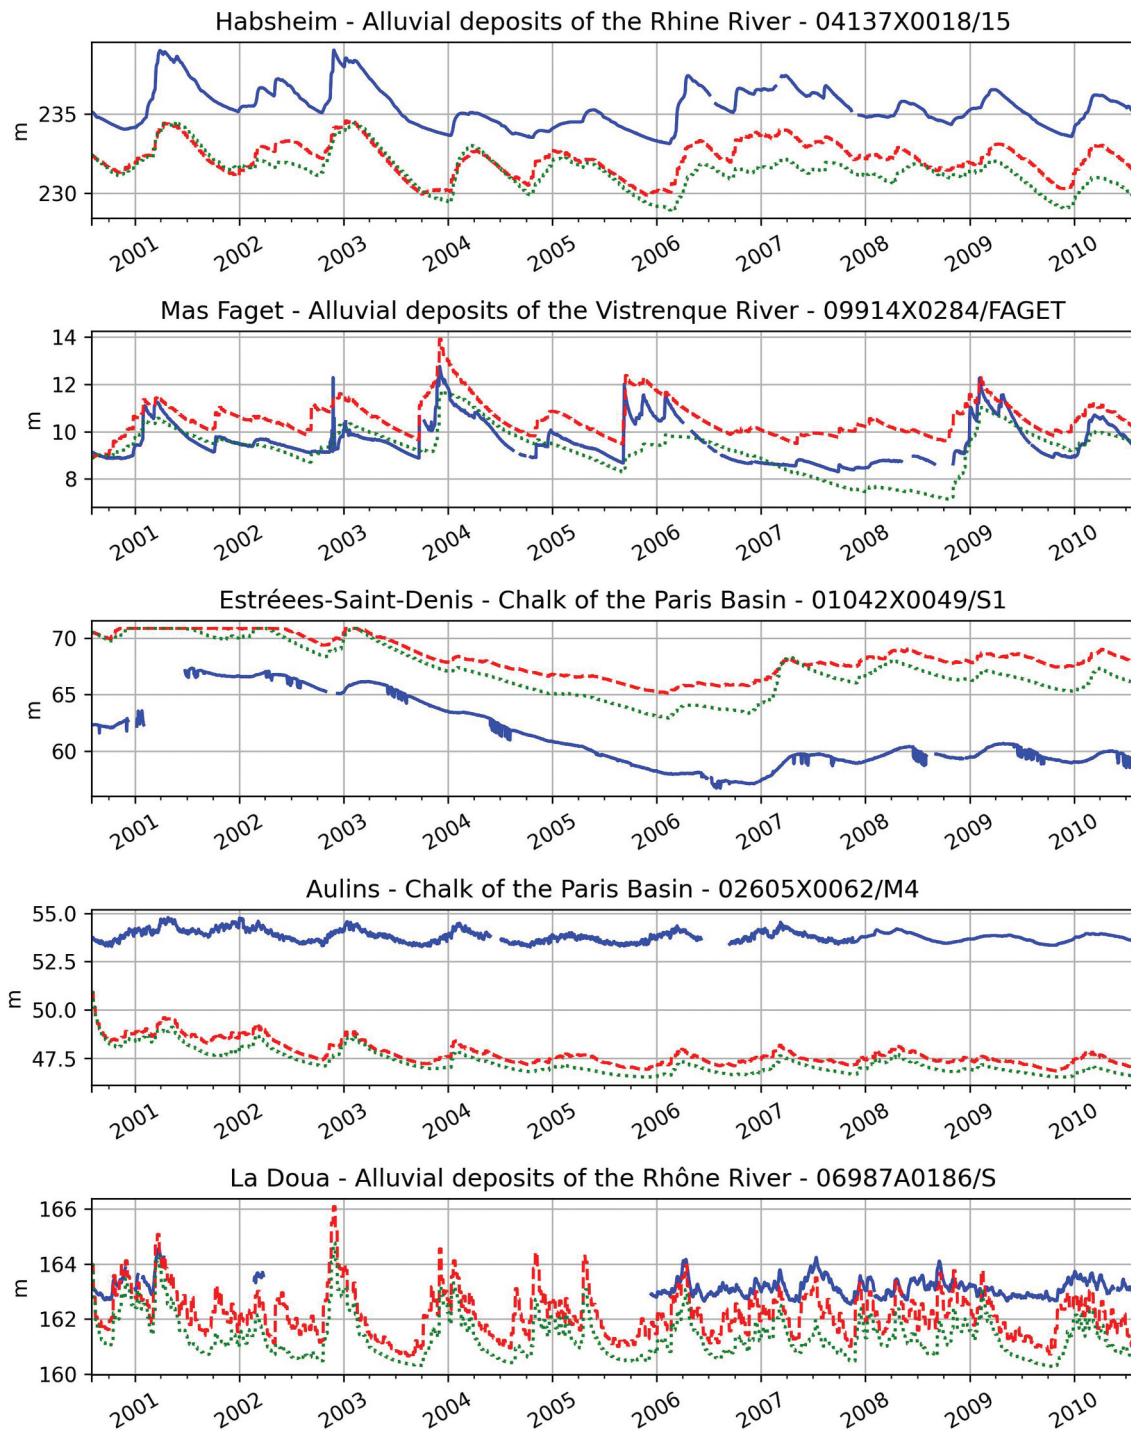 Habsheim - Alluvial deposits of the Rhine River - 04137X0018/15
235
230
m
2001 2002 2003 2004 2005 2006 2007 2008 2009 2010
Mas Faget - Alluvial deposits of the Vistrenque River - 09914X0284/FAGET
14
12
10
8
m
2001 2002 2003 2004 2005 2006 2007 2008 2009 2010
Estréees-Saint-Denis - Chalk of the Paris Basin - 01042X0049/S1
70
65
60
m
2001 2002 2003 2004 2005 2006 2007 2008 2009 2010
Aulins - Chalk of the Paris Basin - 02605X0062/M4
55.0
52.5
50.0
47.5
m
2001 2002 2003 2004 2005 2006 2007 2008 2009 2010
La Doua - Alluvial deposits of the Rhône River - 06987A0186/S
166
164
162
160
m
2001 2002 2003 2004 2005 2006 2007 2008 2009 2010